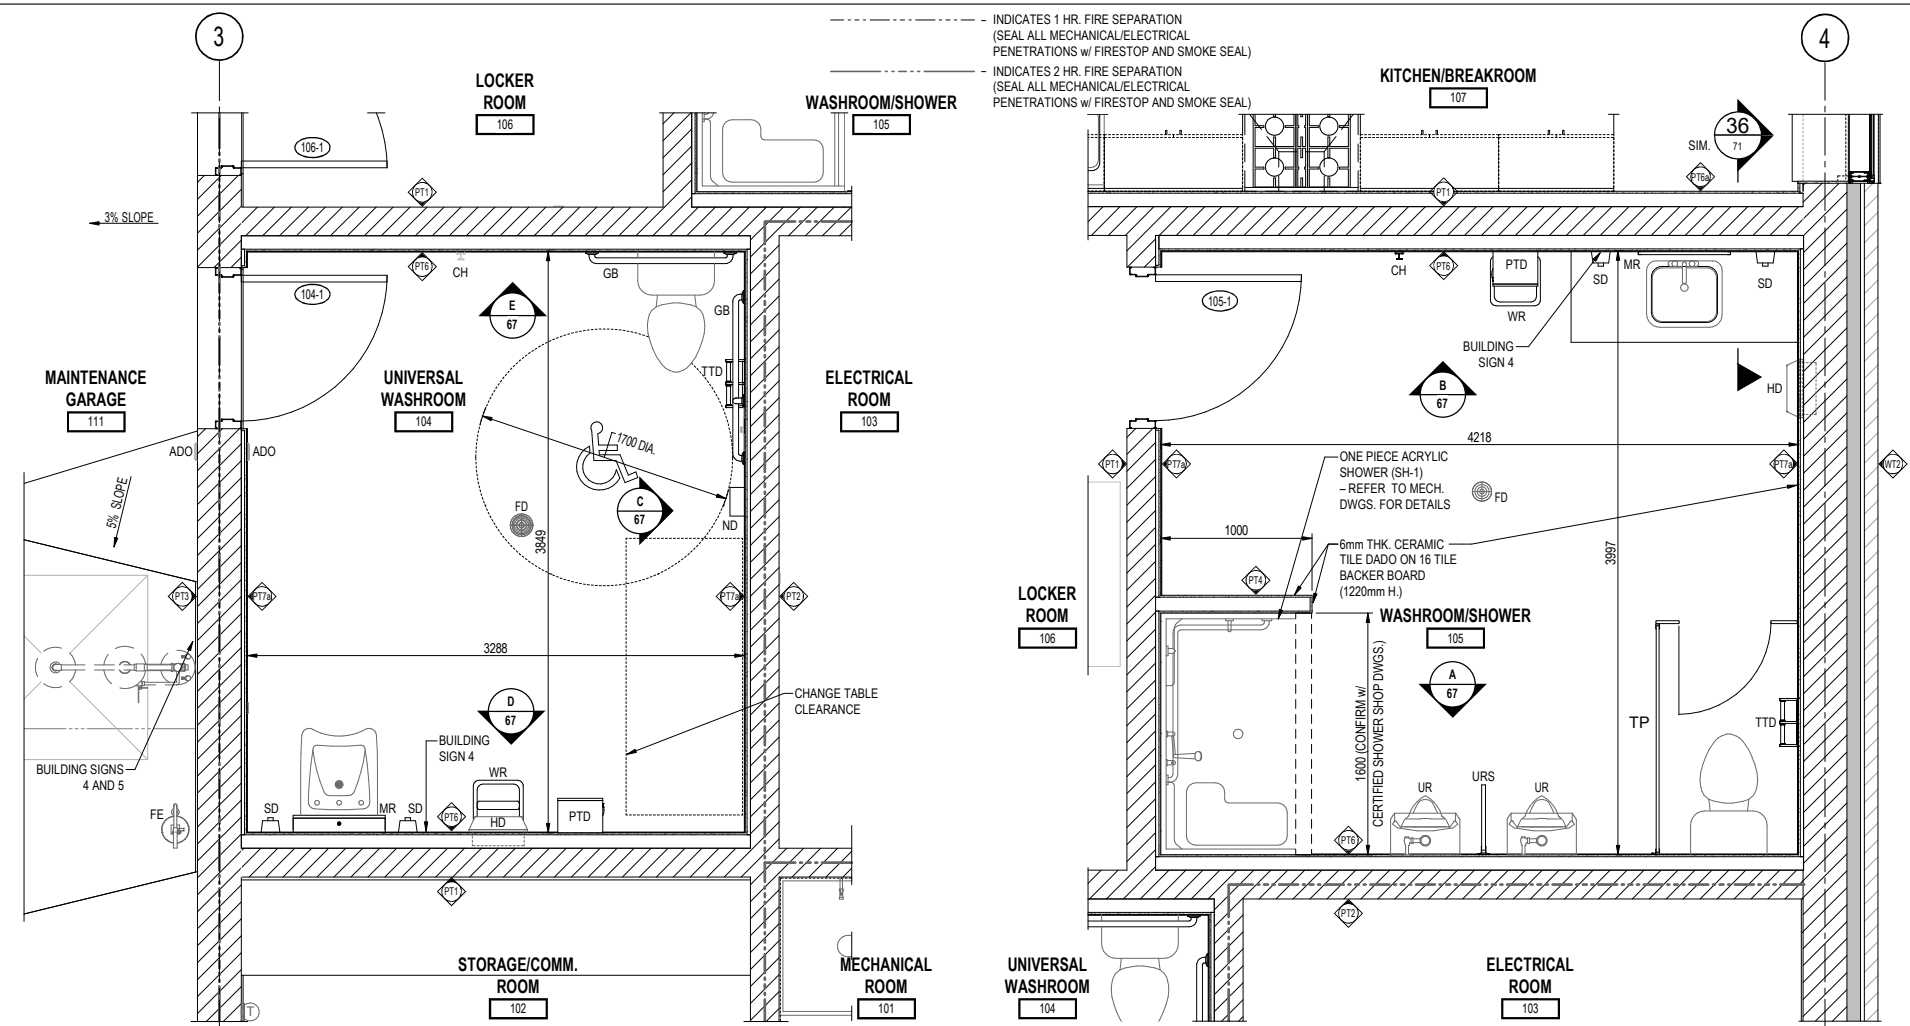 3
INDICATES 1 HR. FIRE SEPARATION
(SEAL ALL MECHANICAL/ELECTRICAL
PENETRATIONS w/ FIRESTOP AND SMOKE SEAL)
INDICATES 2 HR. FIRE SEPARATION
(SEAL ALL MECHANICAL/ELECTRICAL
PENETRATIONS w/ FIRESTOP AND SMOKE SEAL)
4
LOCKER
ROOM
106
WASHROOM/SHOWER
105
KITCHEN/BREAKROOM
107
36
71
SIM.
106-1
PT1
PT1
PT6a
3% SLOPE
PT6
CH
GB
104-1
E
67
GB
TTD
MAINTENANCE
GARAGE
111
UNIVERSAL
WASHROOM
104
ELECTRICAL
ROOM
103
1700 DIA.
ADO
ADO
C
67
FD
ND
3849
5% SLOPE
PT3
PT7a
PT7a
PT2
3288
D
67
CHANGE TABLE
CLEARANCE
BUILDING
SIGN 4
BUILDING SIGNS
4 AND 5
FE
SD
MR
SD
PT6
WR
HD
PTD
PT1
STORAGE/COMM.
ROOM
102
T
MECHANICAL
ROOM
101
CH
PT6
PTD
WR
SD
MR
SD
105-1
BUILDING
SIGN 4
HD
B
67
4218
PT1
PT7a
PT7a
WT2
ONE PIECE ACRYLIC
SHOWER (SH-1)
– REFER TO MECH.
DWGS. FOR DETAILS
FD
1000
6mm THK. CERAMIC
TILE DADO ON 16 TILE
BACKER BOARD
(1220mm H.)
3997
PT4
LOCKER
ROOM
106
WASHROOM/SHOWER
105
1600 (CONFIRM w/
CERTIFIED SHOWER SHOP DWGS.)
A
67
TP
TTD
UR
URS
UR
PT6
PT2
UNIVERSAL
WASHROOM
104
ELECTRICAL
ROOM
103